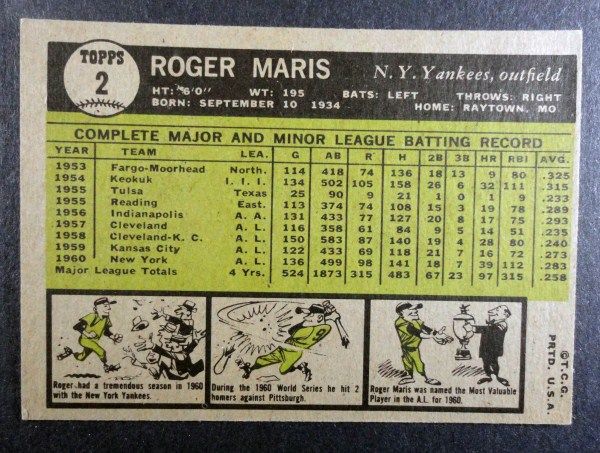 TOPPS
2
ROGER MARIS N. Y. Yankees, outfield
HT: 6'0" WT: 195 BATS: LEFT THROWS: RIGHT
BORN: SEPTEMBER 10 1934 HOME: RAYTOWN, MO
COMPLETE MAJOR AND MINOR LEAGUE BATTING RECORD
YEAR TEAM LEA. G AB R H 2B 3B HR RBI AVG.
1953 Fargo-Moorhead North. 114 418 74 136 18 13 9 80 .325
1954 Keokuk I. I. I. 134 502 105 158 26 6 32 111 .315
1955 Tulsa Texas 25 90 9 21 1 0 1 9 .233
1955 Reading East. 113 374 74 108 15 3 19 78 .289
1956 Indianapolis A. A. 131 433 77 127 20 8 17 75 .293
1957 Cleveland A. L. 116 358 61 84 9 5 14 51 .235
1958 Cleveland-K. C. A. L. 150 583 87 140 19 4 28 80 .240
1959 Kansas City A. L. 122 433 69 118 21 7 16 72 .273
1960 New York A. L. 136 499 98 141 18 7 39 112 .283
Major League Totals 4 Yrs. 524 1873 315 483 67 23 97 315 .258
Roger had a tremendous season in 1960
with the New York Yankees.
During the 1960 World Series he hit 2
homers against Pittsburgh.
Roger Maris was named the Most Valuable
Player in the A.L. for 1960.
©T.C.G.
PRTD. U.S.A.